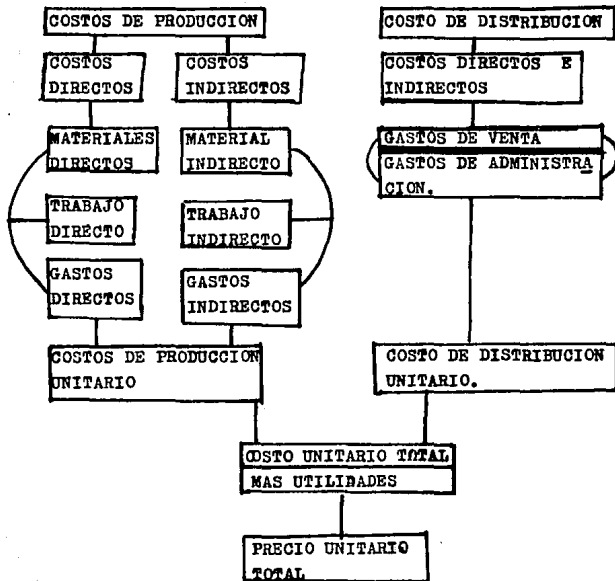 COSTOS DE PRODUCCION
COSTO DE DISTRIBUCION
COSTOS
DIRECTOS
COSTOS
INDIRECTOS
COSTOS DIRECTOS E
INDIRECTOS
MATERIALES
DIRECTOS
MATERIAL
INDIRECTO
GASTOS DE VENTA
GASTOS DE ADMINISTRA
CION.
TRABAJO
DIRECTO
TRABAJO
INDIRECTO
GASTOS
DIRECTOS
GASTOS
INDIRECTOS
COSTOS DE PRODUCCION
UNITARIO
COSTO DE DISTRIBUCION
UNITARIO.
COSTO UNITARIO TOTAL
MAS UTILIDADES
PRECIO UNITARIO
TOTAL